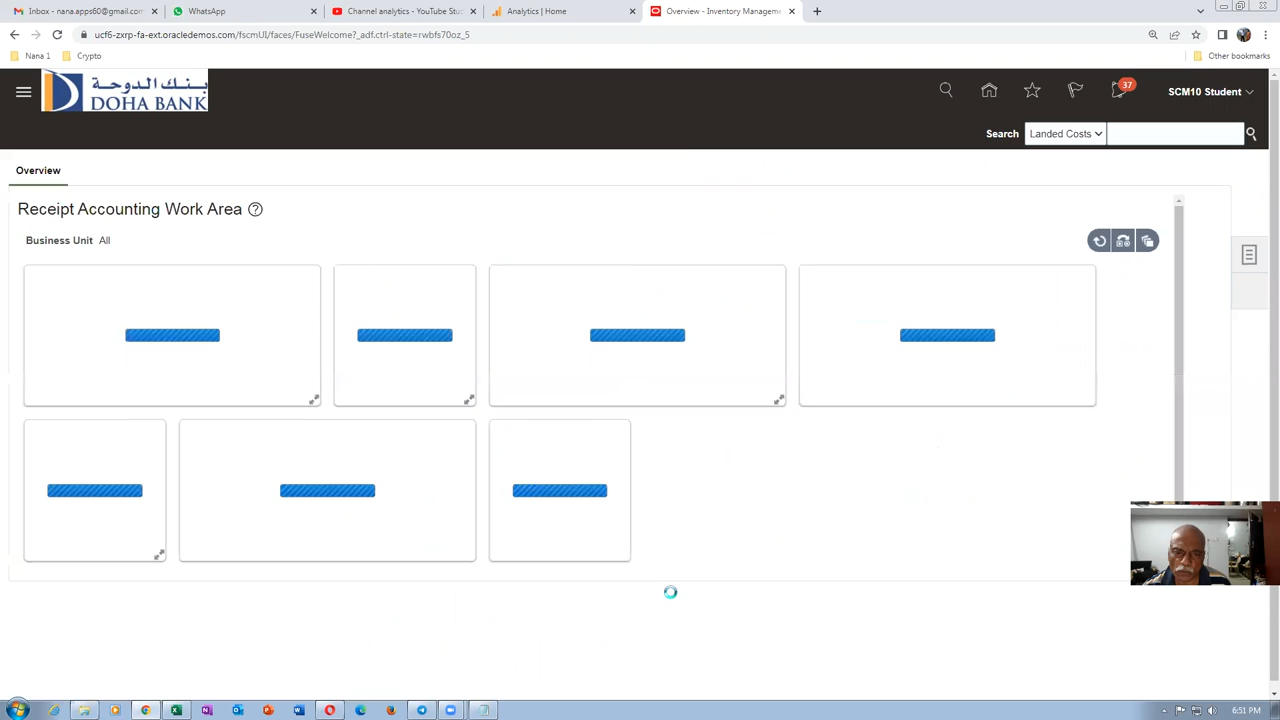 Inbox - nana.apps60@gmail.com
WhatsApp
Channel analytics - YouTube Stu
Analytics | Home
Overview - Inventory Manageme
ucf6-zxrp-fa-ext.oracledemos.com/fscmUI/faces/FuseWelcome?_adf.ctrl-state=rwbfs70oz_5
Nana 1
Crypto
Other bookmarks
بنك الدوحة
DOHA BANK
37
SCM10 Student
Search
Landed Costs
Overview
Receipt Accounting Work Area
Business Unit All
6:51 PM